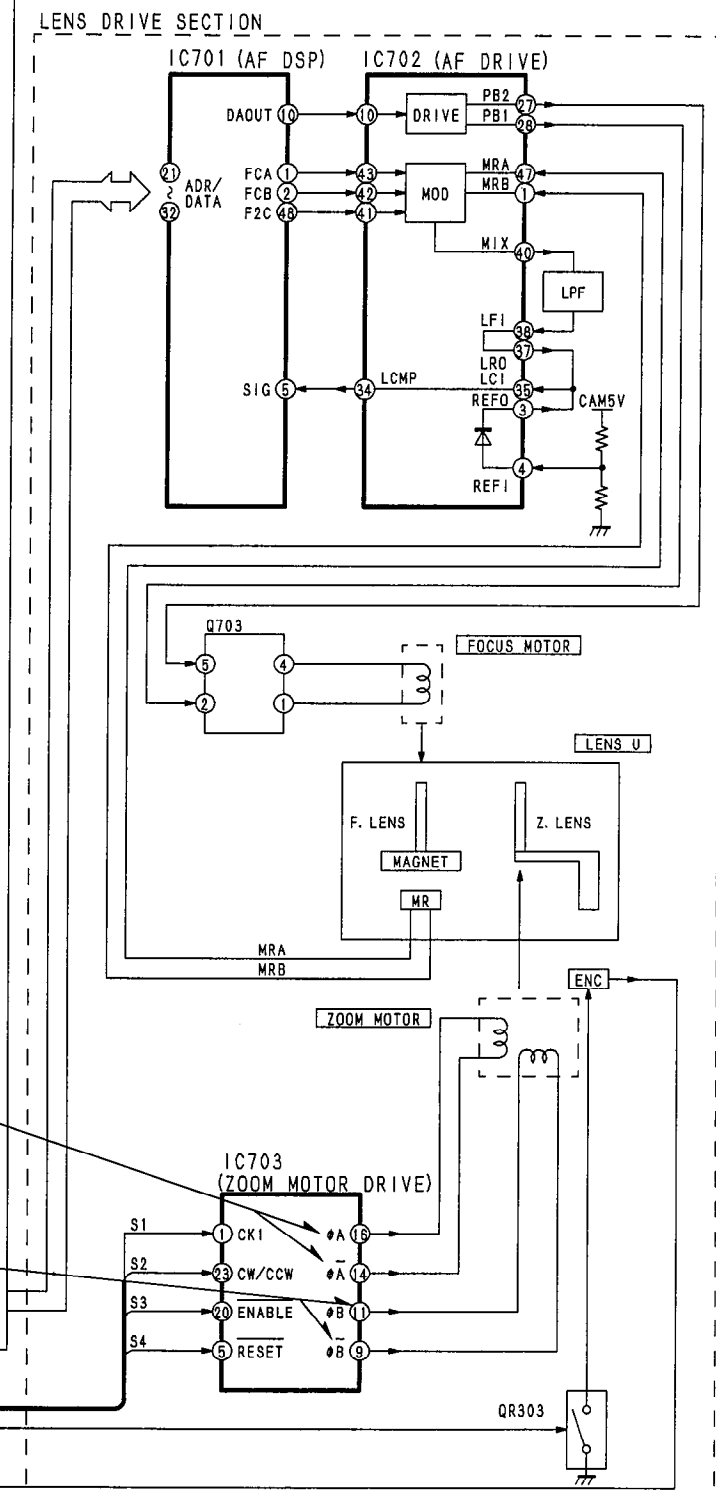 LENS DRIVE SECTION
IC701 (AF DSP)
IC702 (AF DRIVE)
DAOUT 10
10
DRIVE
PB2 27
PB1 28
21
~
32
ADR/
DATA
FCA 1
FCB 2
F2C 48
43
42
41
MOD
MRA 47
MRB 1
MIX 40
LPF
LFI 38
37
LRO
SIG 5
34 LCMP
LCI 35
REFO 3
CAM5V
4
REFI
Q703
5
4
2
1
FOCUS MOTOR
LENS U
F. LENS
Z. LENS
MAGNET
MR
MRA
MRB
ENC
ZOOM MOTOR
IC703
(ZOOM MOTOR DRIVE)
S1
1 CK1
øA 16
S2
23 CW/CCW
øA̅ 14
S3
20 ENABLE
øB 11
S4
5 RESET
øB̅ 9
QR303